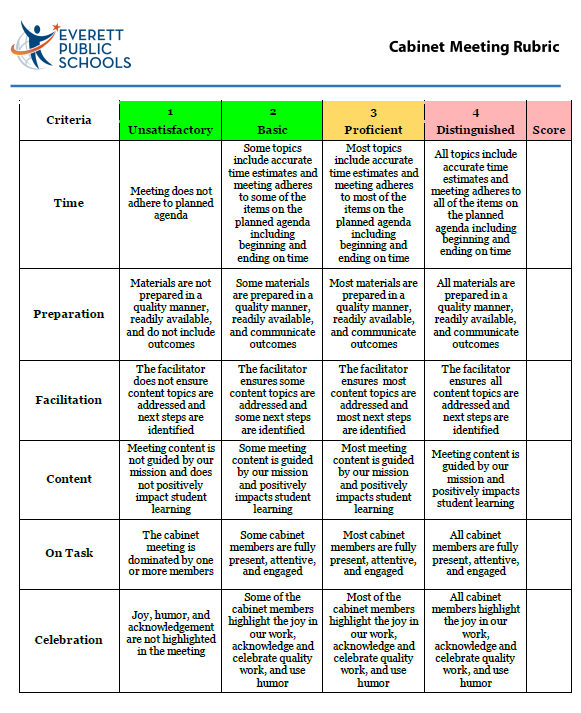 EVERETT
PUBLIC
SCHOOLS
Cabinet Meeting Rubric
Criteria
1
Unsatisfactory
2
Basic
3
Proficient
4
Distinguished
Score
Time
Meeting does not
adhere to planned
agenda
Some topics
include accurate
time estimates and
meeting adheres
to some of the
items on the
planned agenda
including
beginning and
ending on time
Most topics
include accurate
time estimates and
meeting adheres
to most of the
items on the
planned agenda
including
beginning and
ending on time
All topics include
accurate time
estimates and
meeting adheres to
all of the items on
the planned
agenda including
beginning and
ending on time
Preparation
Materials are not
prepared in a
quality manner,
readily available,
and do not include
outcomes
Some materials
are prepared in a
quality manner,
readily available,
and communicate
outcomes
Most materials are
prepared in a
quality manner,
readily available,
and communicate
outcomes
All materials are
prepared in a
quality manner,
readily available,
and communicate
outcomes
Facilitation
The facilitator
does not ensure
content topics are
addressed and
next steps are
identified
The facilitator
ensures some
content topics are
addressed and
some next steps
are identified
The facilitator
ensures most
content topics are
addressed and
most next steps
are identified
The facilitator
ensures all
content topics are
addressed and
next steps are
identified
Content
Meeting content is
not guided by our
mission and does
not positively
impact student
learning
Some meeting
content is guided
by our mission
and positively
impacts student
learning
Most meeting
content is guided
by our mission
and positively
impacts student
learning
Meeting content is
guided by our
mission and
positively impacts
student learning
On Task
The cabinet
meeting is
dominated by one
or more members
Some cabinet
members are fully
present, attentive,
and engaged
Most cabinet
members are fully
present, attentive,
and engaged
All cabinet
members are fully
present, attentive,
and engaged
Celebration
Joy, humor, and
acknowledgement
are not highlighted
in the meeting
Some of the
cabinet members
highlight the joy in
our work,
acknowledge and
celebrate quality
work, and use
humor
Most of the
cabinet members
highlight the joy in
our work,
acknowledge and
celebrate quality
work, and use
humor
All cabinet
members highlight
the joy in our
work,
acknowledge and
celebrate quality
work, and use
humor